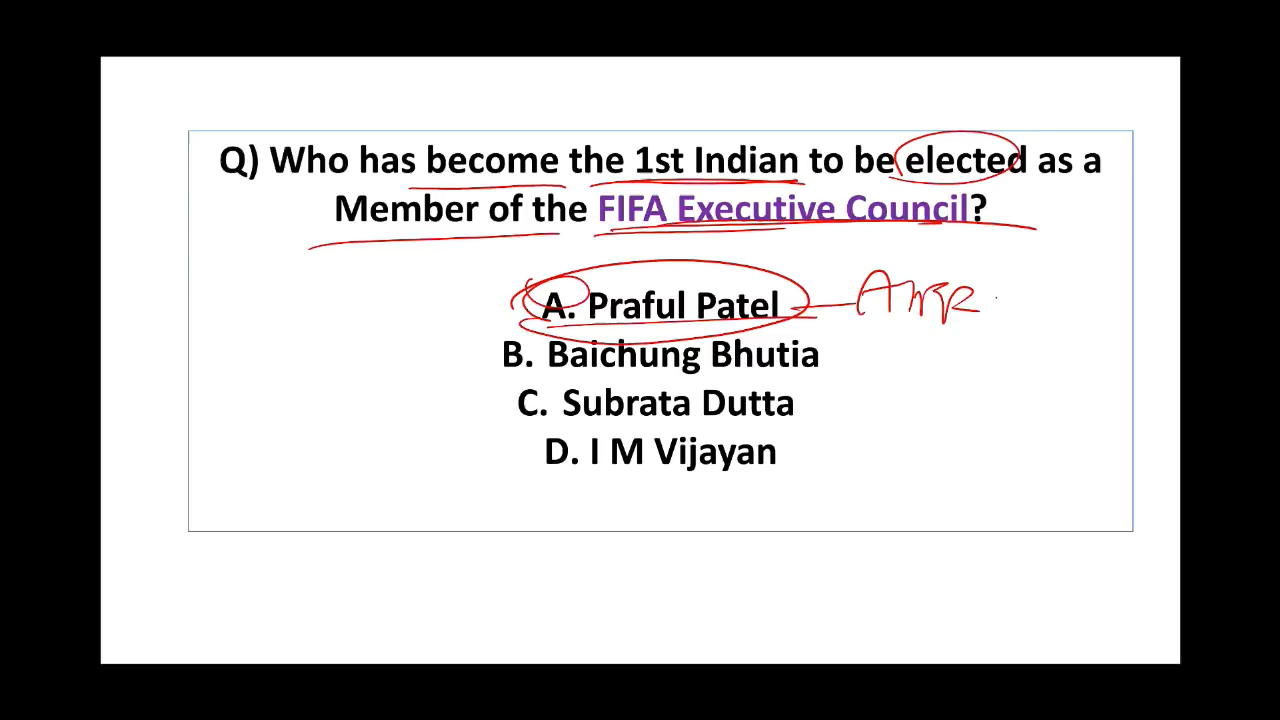 Q) Who has become the 1st Indian to be elected as a
Member of the FIFA Executive Council?
A. Praful Patel
B. Baichung Bhutia
C. Subrata Dutta
D. I M Vijayan